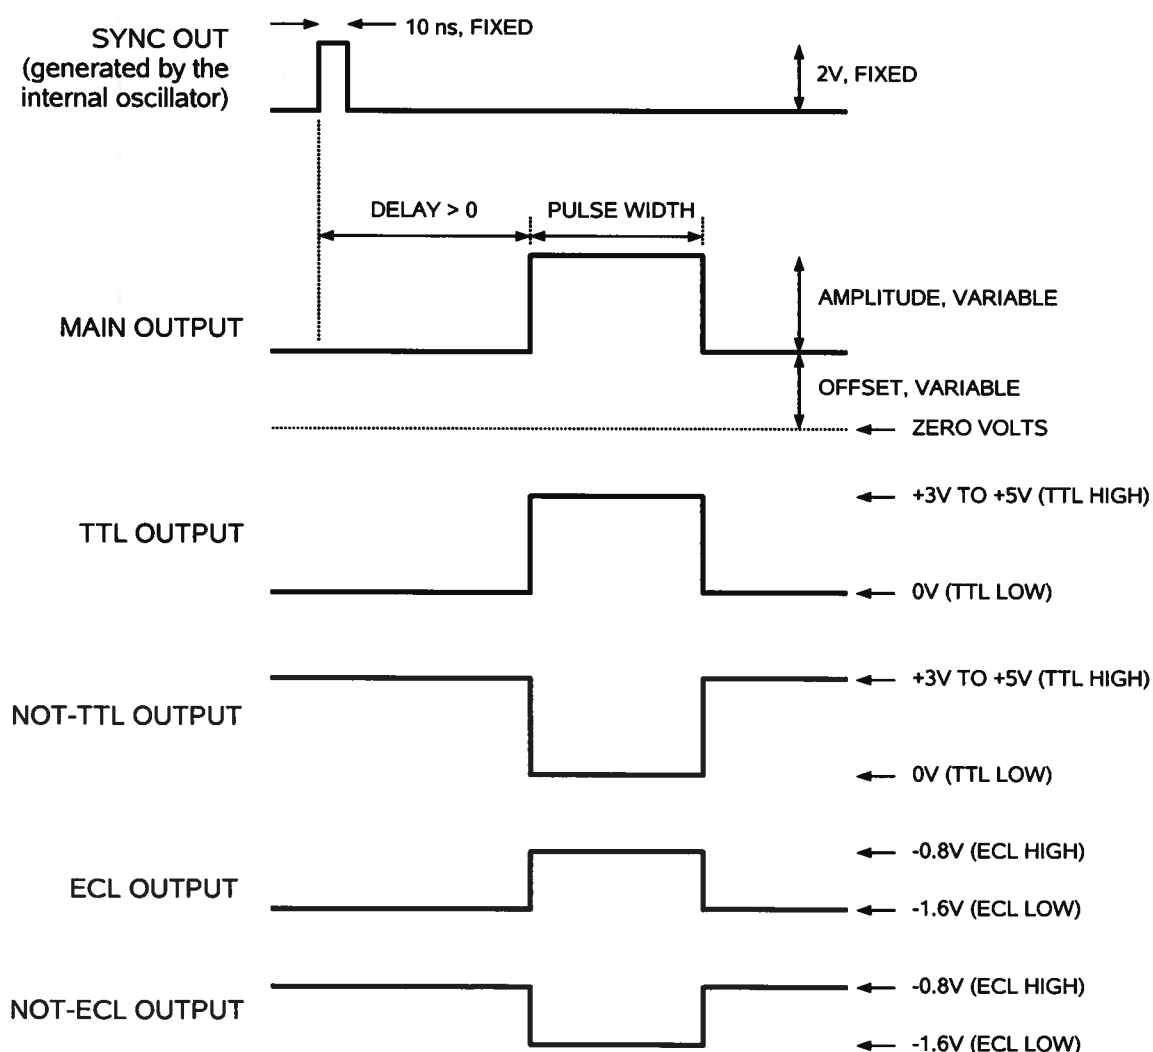 10 ns, FIXED
SYNC OUT
(generated by the
internal oscillator)
2V, FIXED
DELAY > 0
PULSE WIDTH
AMPLITUDE, VARIABLE
MAIN OUTPUT
OFFSET, VARIABLE
ZERO VOLTS
+3V TO +5V (TTL HIGH)
TTL OUTPUT
0V (TTL LOW)
+3V TO +5V (TTL HIGH)
NOT-TTL OUTPUT
0V (TTL LOW)
-0.8V (ECL HIGH)
ECL OUTPUT
-1.6V (ECL LOW)
-0.8V (ECL HIGH)
NOT-ECL OUTPUT
-1.6V (ECL LOW)